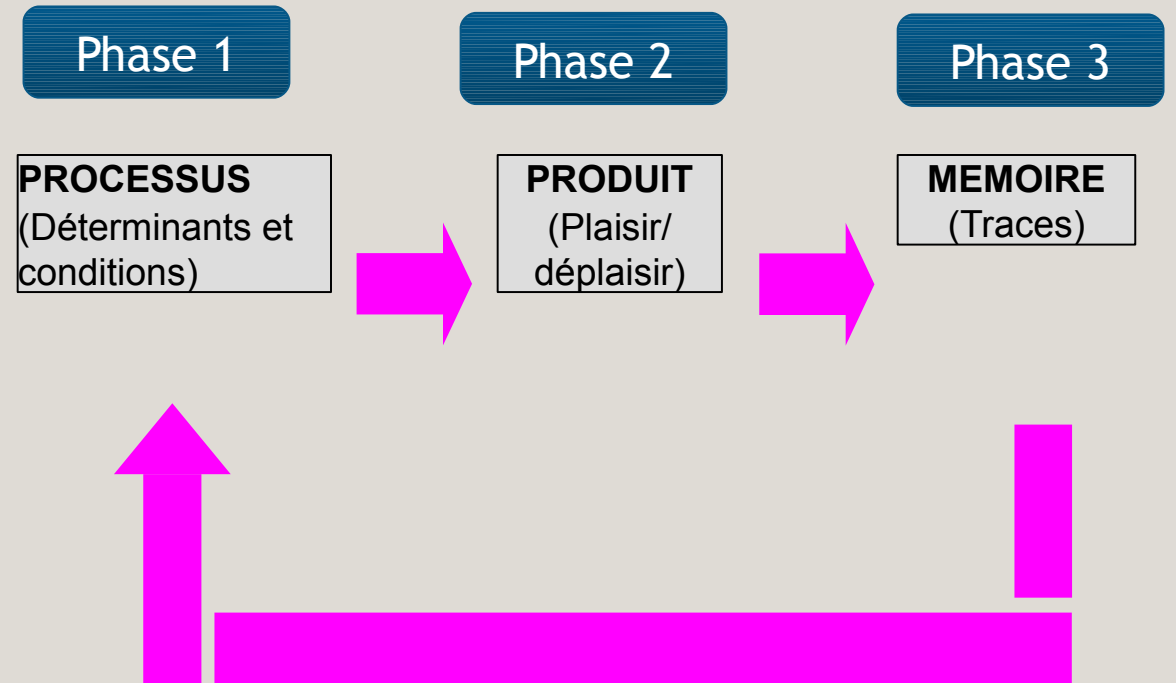 Phase 1
Phase 2
Phase 3
PROCESSUS
(Déterminants et
conditions)
PRODUIT
(Plaisir/
déplaisir)
MEMOIRE
(Traces)